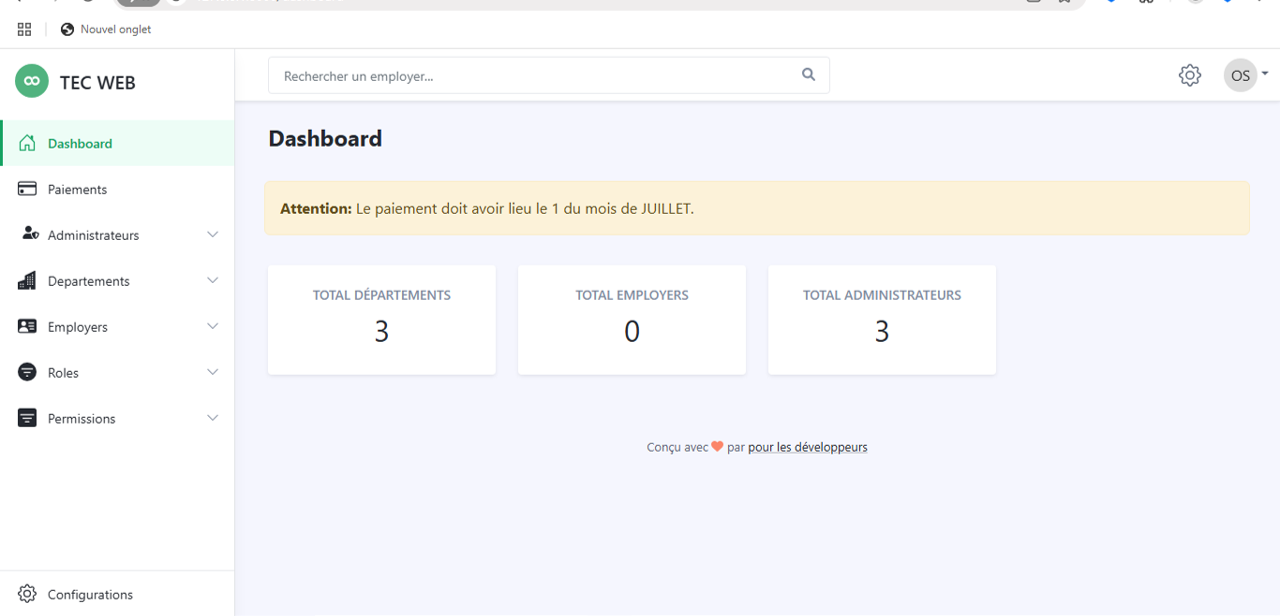 Nouvel onglet
TEC WEB
Rechercher un employer...
OS
Dashboard
Paiements
Administrateurs
Departements
Employers
Roles
Permissions
Configurations
Dashboard
Attention: Le paiement doit avoir lieu le 1 du mois de JUILLET.
TOTAL DÉPARTEMENTS
3
TOTAL EMPLOYERS
0
TOTAL ADMINISTRATEURS
3
Conçu avec par pour les développeurs